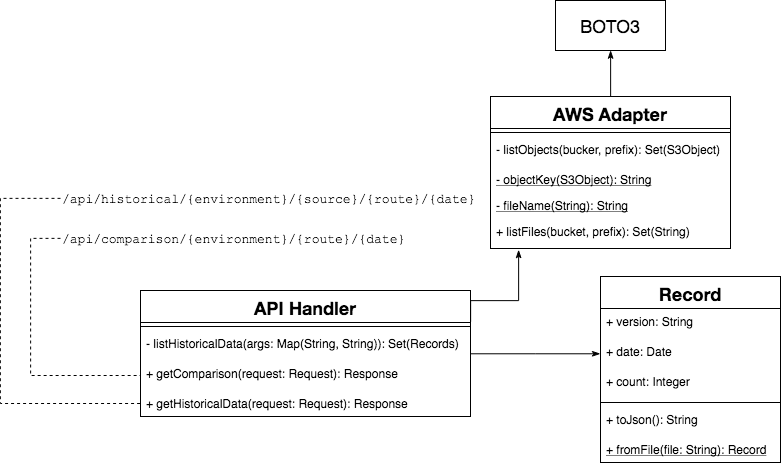 BOTO3
AWS Adapter
- listObjects(bucker, prefix): Set(S3Object)
- objectKey(S3Object): String
- fileName(String): String
+ listFiles(bucket, prefix): Set(String)
/api/historical/{environment}/{source}/{route}/{date}
/api/comparison/{environment}/{route}/{date}
API Handler
- listHistoricalData(args: Map(String, String)): Set(Records)
+ getComparison(request: Request): Response
+ getHistoricalData(request: Request): Response
Record
+ version: String
+ date: Date
+ count: Integer
+ toJson(): String
+ fromFile(file: String): Record